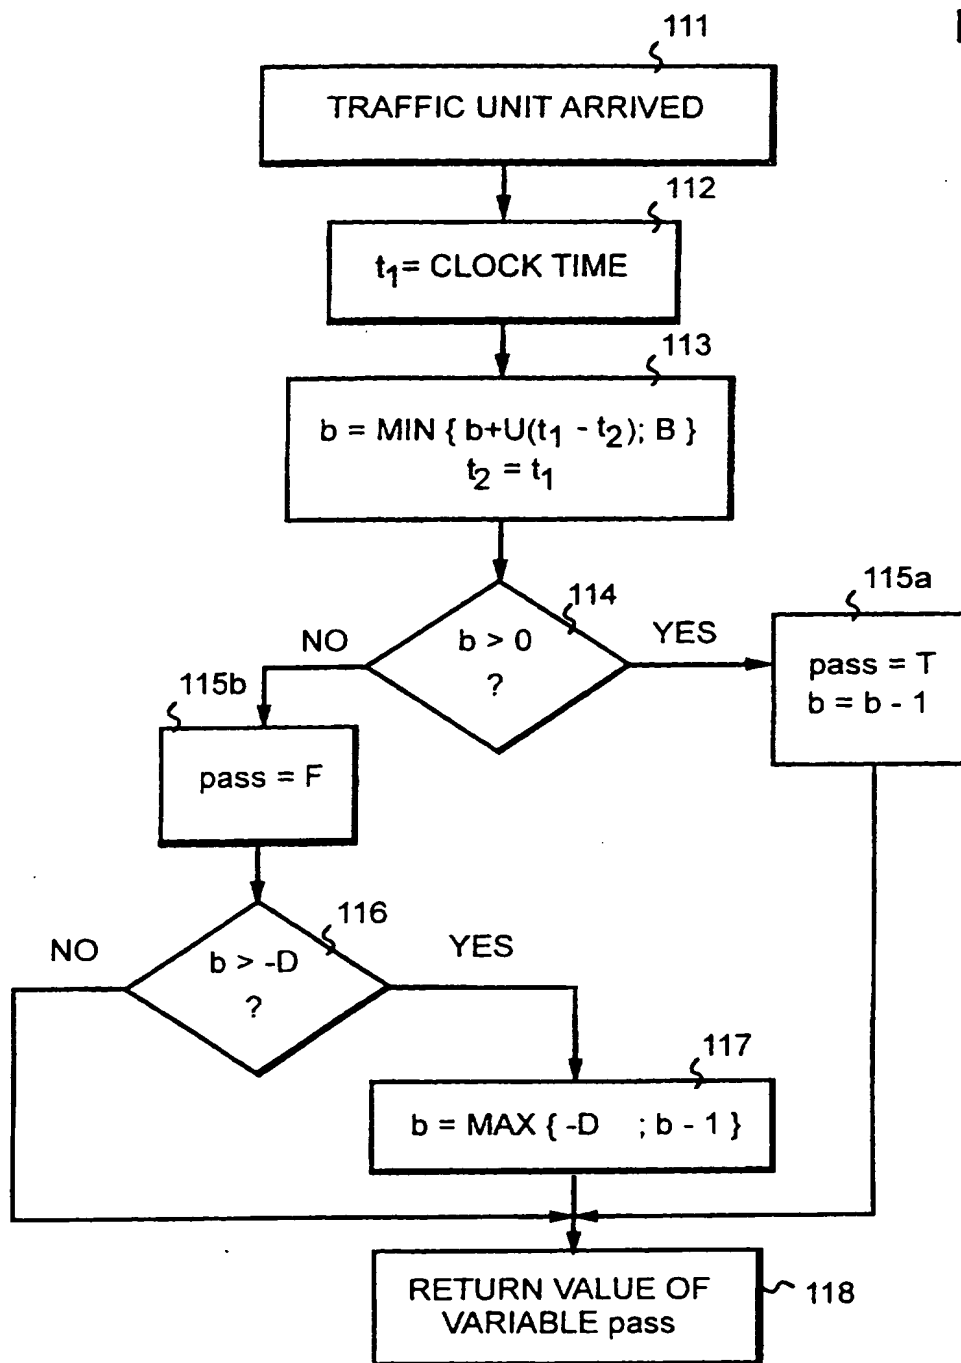 111
TRAFFIC UNIT ARRIVED
112
t1= CLOCK TIME
113
b = MIN { b+U(t1 - t2); B }
t2 = t1
114
b > 0
?
NO
YES
115a
pass = T
b = b - 1
115b
pass = F
116
b > -D
?
NO
YES
117
b = MAX { -D ; b - 1 }
118
RETURN VALUE OF
VARIABLE pass